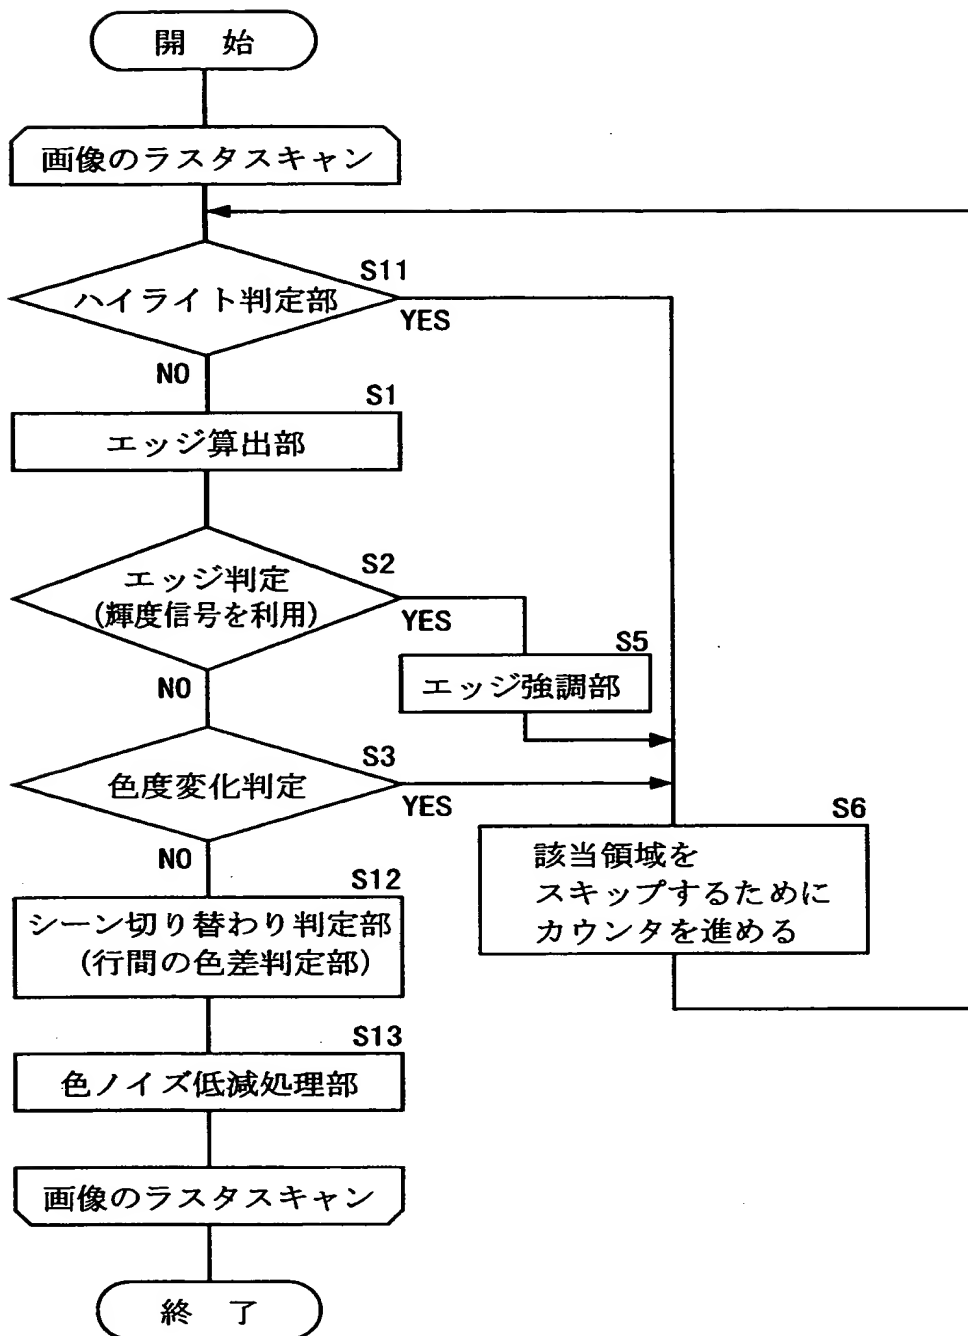 開 始
画像のラスタスキャン
S11
ハイライト判定部
YES
NO
S1
エッジ算出部
S2
エッジ判定
(輝度信号を利用)
YES
NO
S5
エッジ強調部
S3
色度変化判定
YES
NO
S6
該当領域を
スキップするために
カウンタを進める
S12
シーン切り替わり判定部
(行間の色差判定部)
S13
色ノイズ低減処理部
画像のラスタスキャン
終 了